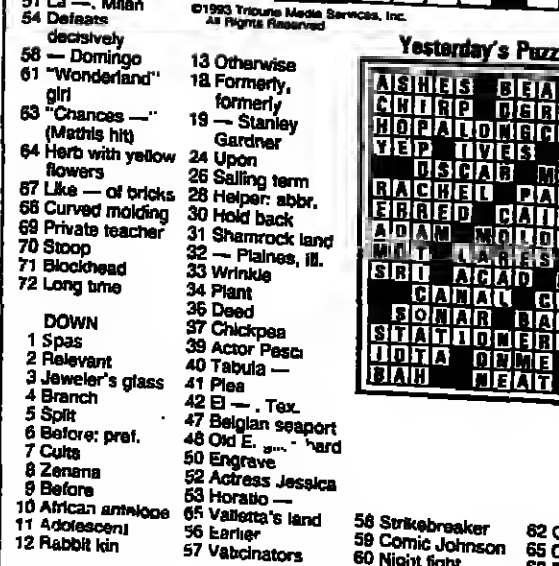 51 La —, Milan
54 Defeats
decisively
58 — Domingo
61 "Wonderland"
girl
63 "Chances —"
(Mathis hit)
64 Herb with yellow
flowers
67 Like — of bricks
68 Curved molding
69 Private teacher
70 Stoop
71 Blockhead
72 Long time
DOWN
1 Spas
2 Relevant
3 Jeweler's glass
4 Branch
5 Split
6 Before: pref.
7 Cults
8 Zenana
9 Before
10 African antelope
11 Adolescent
12 Rabbit kin
©1993 Tribune Media Services, Inc.
All Rights Reserved
13 Otherwise
18 Formerly,
formerly
19 — Stanley
Gardner
24 Upon
26 Sailing term
28 Helper: abbr.
30 Hold back
31 Shamrock land
32 — Plaines, Ill.
33 Wrinkle
34 Plant
36 Deed
37 Chickpea
39 Actor Pesci
40 Tabula —
41 Plea
42 El —, Tex.
47 Belgian seaport
48 Old E.
50 Engrave
52 Actress Jessica
53 Horatio —
55 Valletta's land
56 Earlier
57 Vaticinators
58 Strikebreaker
59 Comic Johnson
60 Night fight
62
65
Yesterday's Puzz
ASHES BEA
CHIRP OGR
HOPALONGC
YEP IVES
OSCAR M
RACHEL PA
ERRED CAI
ADAM MOLD
MOT LARES
SRI ACAD C
CANAL C
SONAR BA
STATIONER
IOTA ONME
BAH NEAT